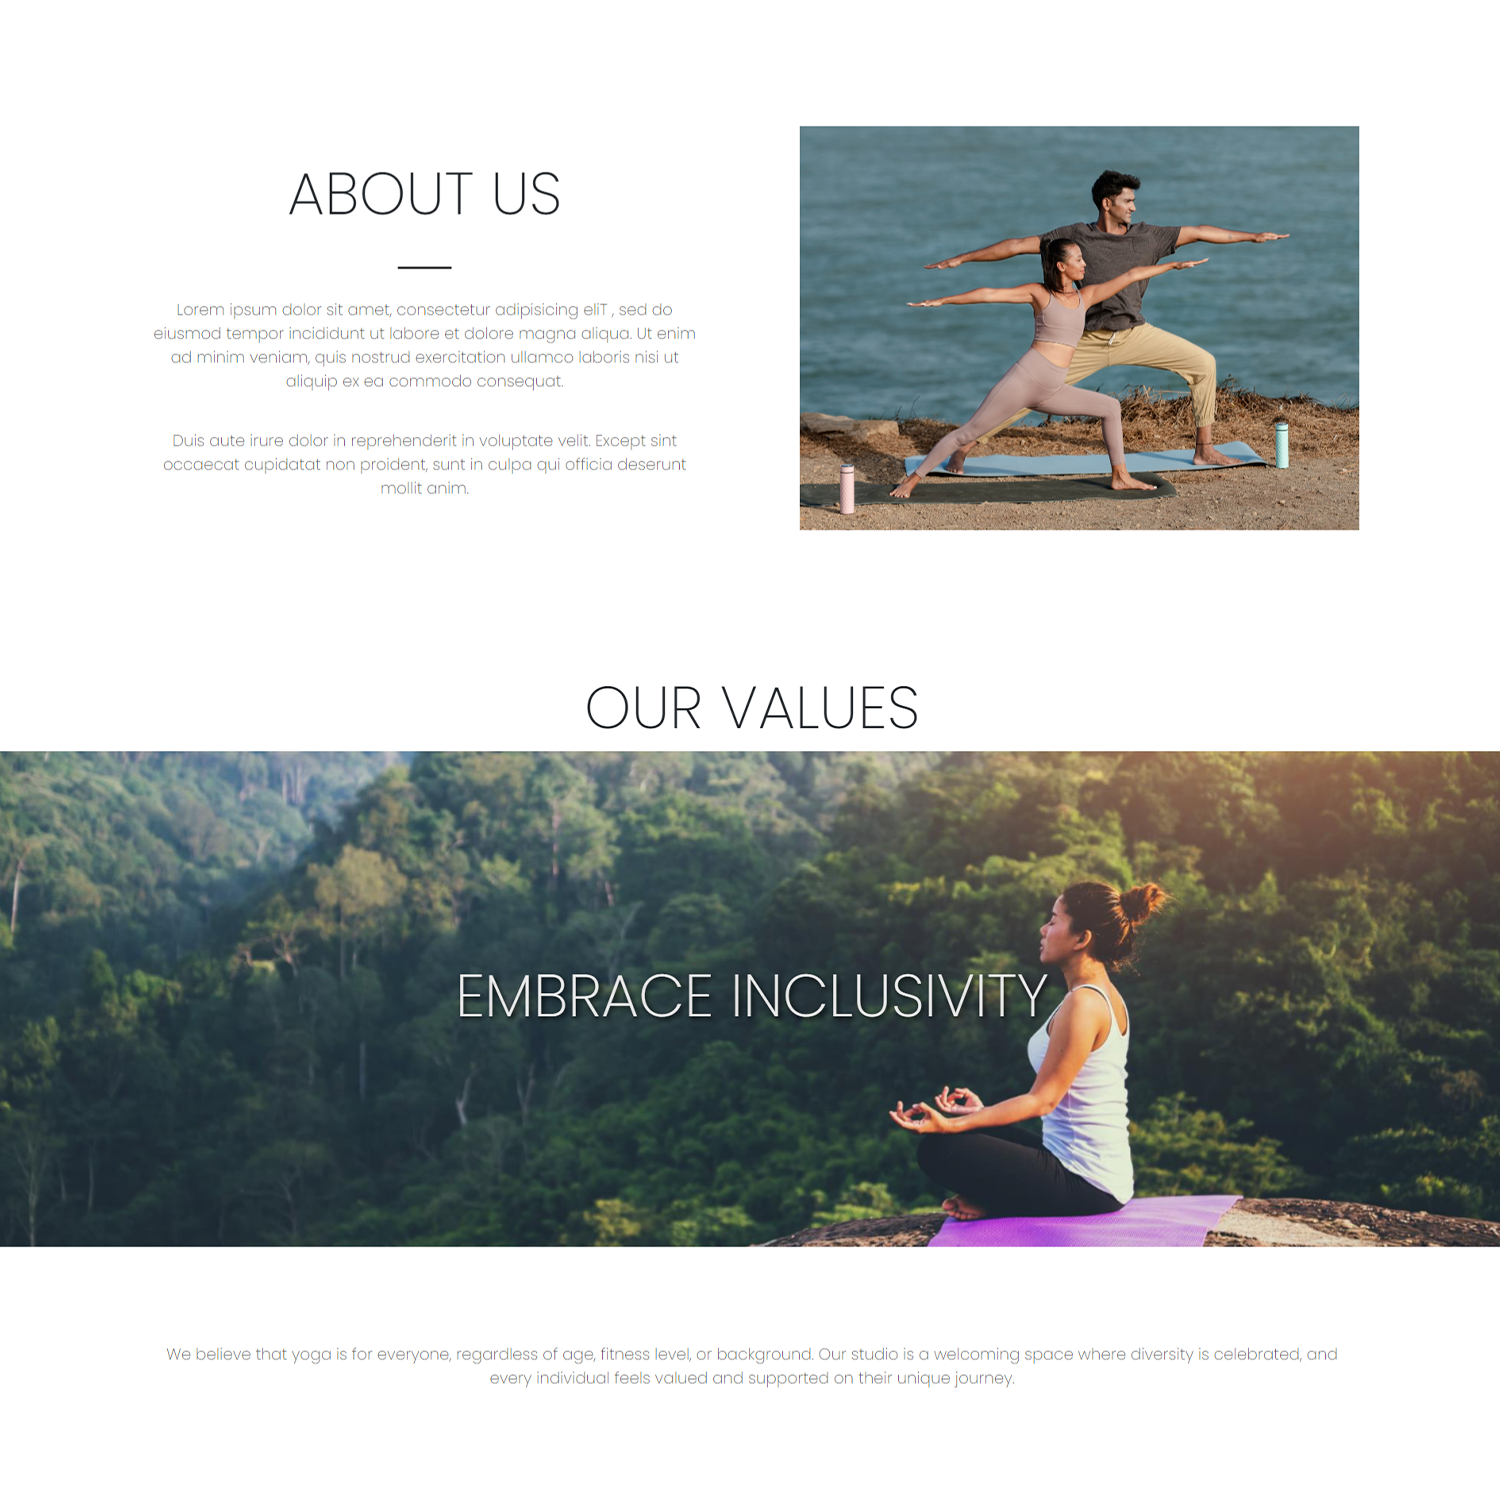 ABOUT US
Lorem ipsum dolor sit amet, consectetur adipisicing eliT , sed do
eiusmod tempor incididunt ut labore et dolore magna aliqua. Ut enim
ad minim veniam, quis nostrud exercitation ullamco laboris nisi ut
aliquip ex ea commodo consequat.
Duis aute irure dolor in reprehenderit in voluptate velit. Except sint
occaecat cupidatat non proident, sunt in culpa qui officia deserunt
mollit anim.
OUR VALUES
EMBRACE INCLUSIVITY
We believe that yoga is for everyone, regardless of age, fitness level, or background. Our studio is a welcoming space where diversity is celebrated, and
every individual feels valued and supported on their unique journey.